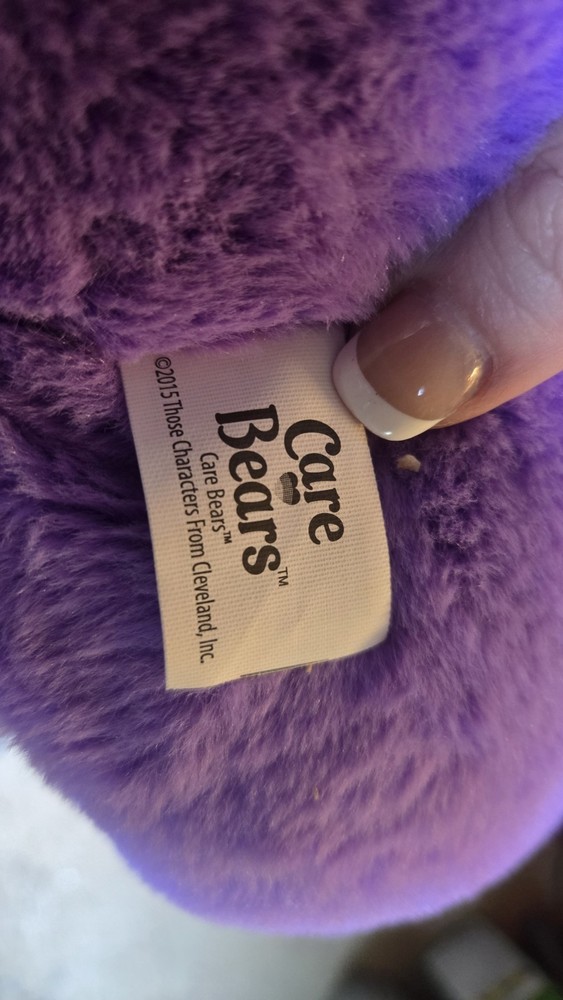 Care
Bears™
Care Bears™
©2015 Those Characters From Cleveland, Inc.